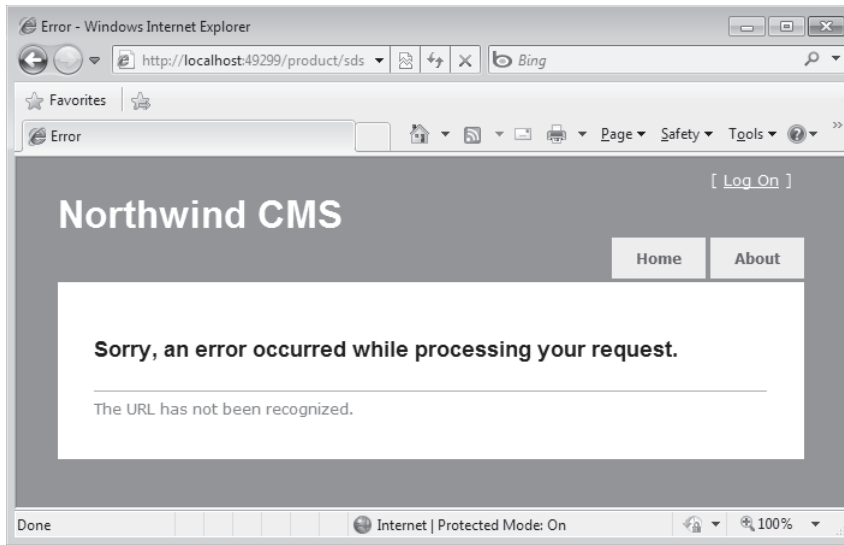 Error - Windows Internet Explorer
http://localhost:49299/product/sds
Bing
Favorites
Error
Page Safety Tools
[ Log On ]
Northwind CMS
Home About
Sorry, an error occurred while processing your request.
The URL has not been recognized.
Done
Internet | Protected Mode: On
100%